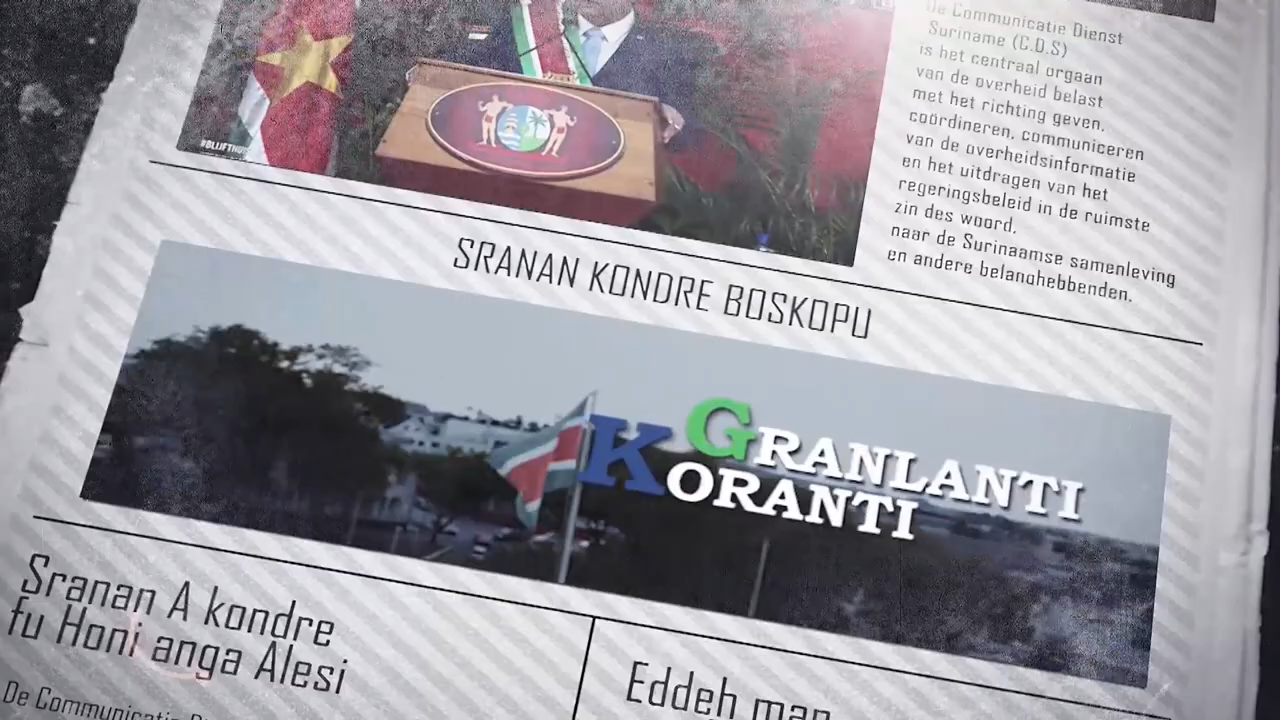 De Communicatie Dienst
Suriname (C.D.S)
is het centraal orgaan
van de overheid belast
met het richting geven,
coördineren, communiceren
van de overheidsinformatie
en het uitdragen van het
regeringsbeleid in de ruimste
zin des woord.
naar de Surinaamse samenleving
en andere belanghebbenden.
SRANAN KONDRE BOSKOPU
GRANLANTI
KORANTI
Sranan A kondre
fu Honi anga Alesi
De
Eddeh man